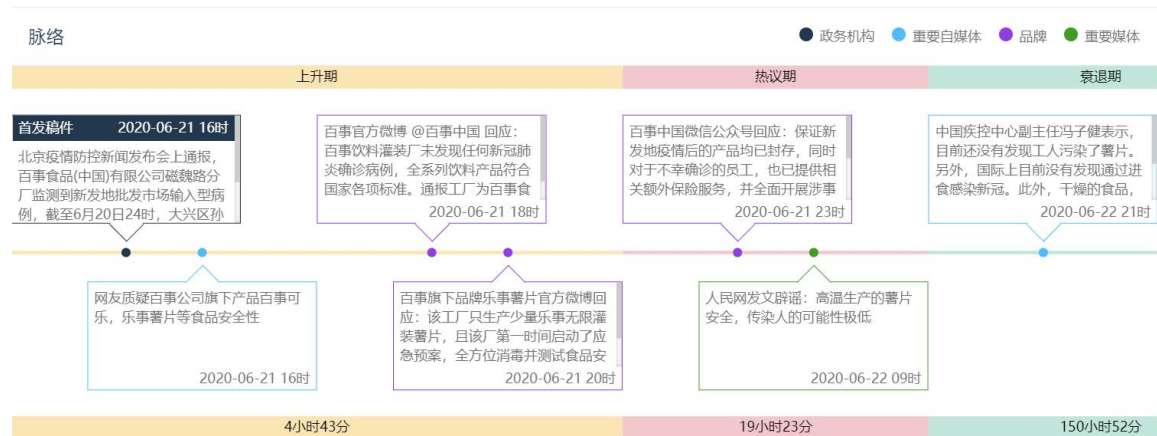 脉络
政务机构
重要自媒体
品牌
重要媒体
上升期
热议期
衰退期
首发稿件 2020-06-21 16时
北京疫情防控新闻发布会上通报，
百事食品(中国)有限公司磁魏路分
厂监测到新发地批发市场输入型病
例，截至6月20日24时，大兴区孙
百事官方微博 @百事中国 回应：
百事饮料灌装厂未发现任何新冠肺
炎确诊病例，全系列饮料产品符合
国家各项标准。通报工厂为百事食
2020-06-21 18时
百事中国微信公众号回应：保证新
发地疫情后的产品均已封存，同时
对于不幸确诊的员工，也已提供相
关额外保险服务，并全面开展涉事
2020-06-21 23时
中国疾控中心副主任冯子健表示，
目前还没有发现工人污染了薯片。
另外，国际上目前没有发现通过进
食感染新冠。此外，干燥的食品，
2020-06-22 21时
网友质疑百事公司旗下产品百事可
乐，乐事薯片等食品安全性
2020-06-21 16时
百事旗下品牌乐事薯片官方微博回
应：该工厂只生产少量乐事无限灌
装薯片，且该厂第一时间启动了应
急预案，全方位消毒并测试食品安
2020-06-21 20时
人民网发文辟谣：高温生产的薯片
安全，传染人的可能性极低
2020-06-22 09时
4小时43分
19小时23分
150小时52分